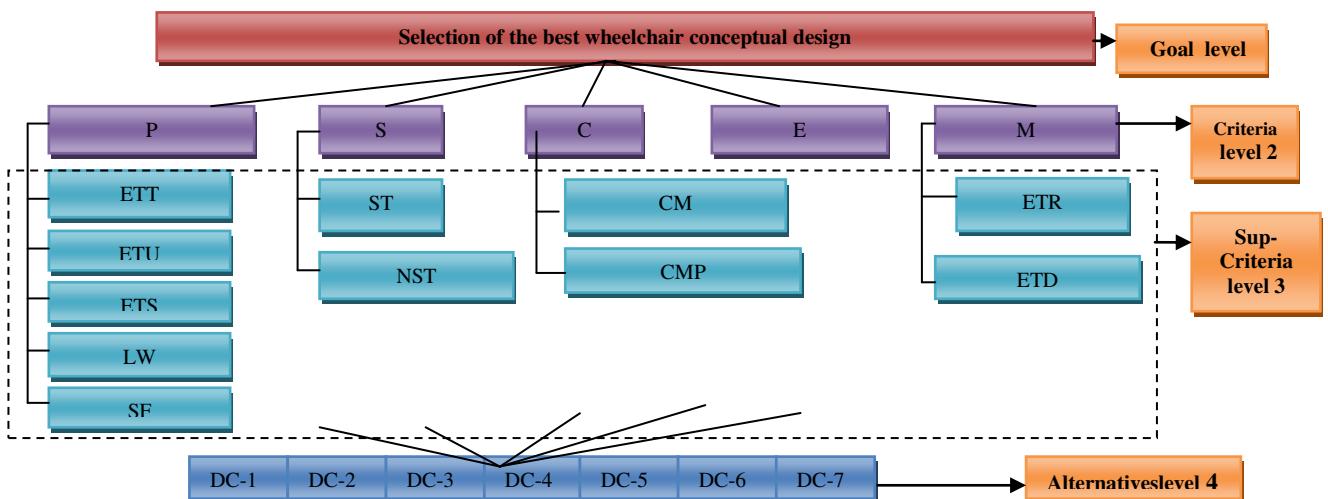 Selection of the best wheelchair conceptual design
Goal level
P
S
C
E
M
Criteria
level 2
ETT
ST
CM
ETR
ETU
NST
CMP
ETD
Sup-
Criteria
level 3
ETS
LW
SF
DC-1
DC-2
DC-3
DC-4
DC-5
DC-6
DC-7
Alternativeslevel 4